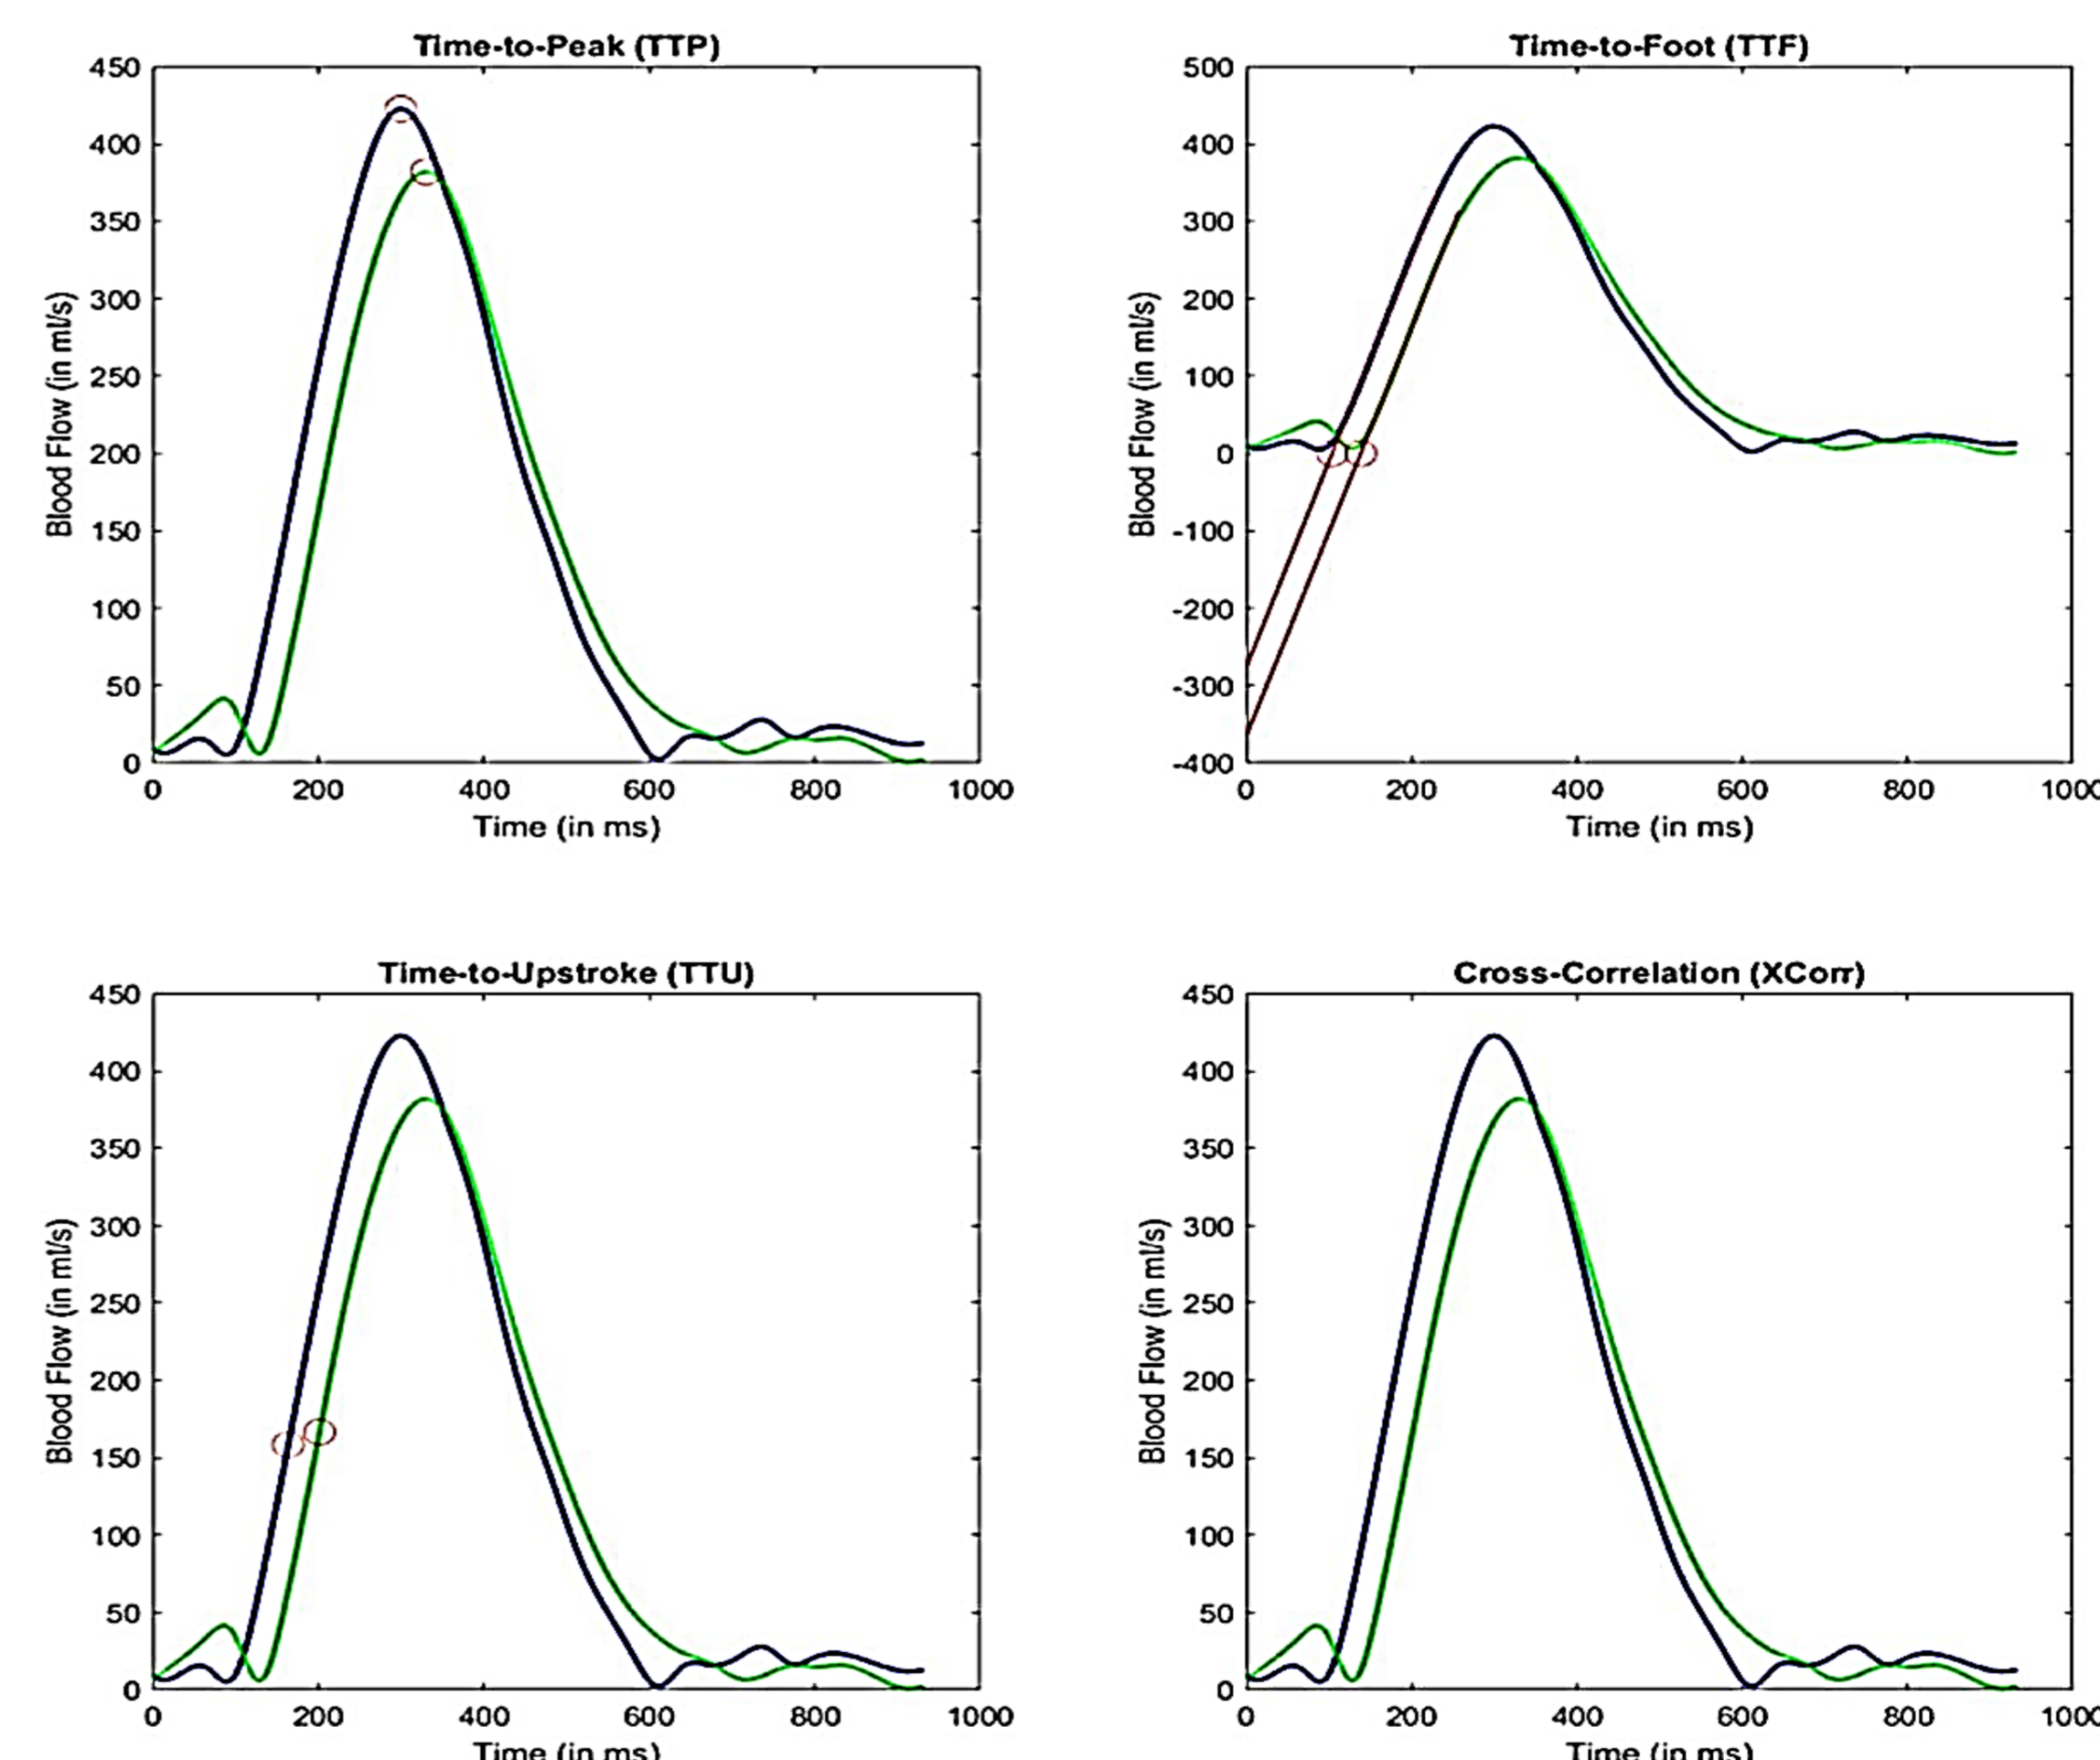 Time-to-Peak (TTP)
450
400
350
300
250
200
150
100
50
0
Blood Flow (in ml/s)
0 200 400 600 800 1000
Time (in ms)
Time-to-Foot (TTF)
500
400
300
200
100
0
-100
-200
-300
-400
Blood Flow (in ml/s)
0 200 400 600 800 1000
Time (in ms)
Time-to-Upstroke (TTU)
450
400
350
300
250
200
150
100
50
0
Blood Flow (in ml/s)
0 200 400 600 800 1000
Time (in ms)
Cross-Correlation (XCorr)
450
400
350
300
250
200
150
100
50
0
Blood Flow (in ml/s)
0 200 400 600 800 1000
Time (in ms)